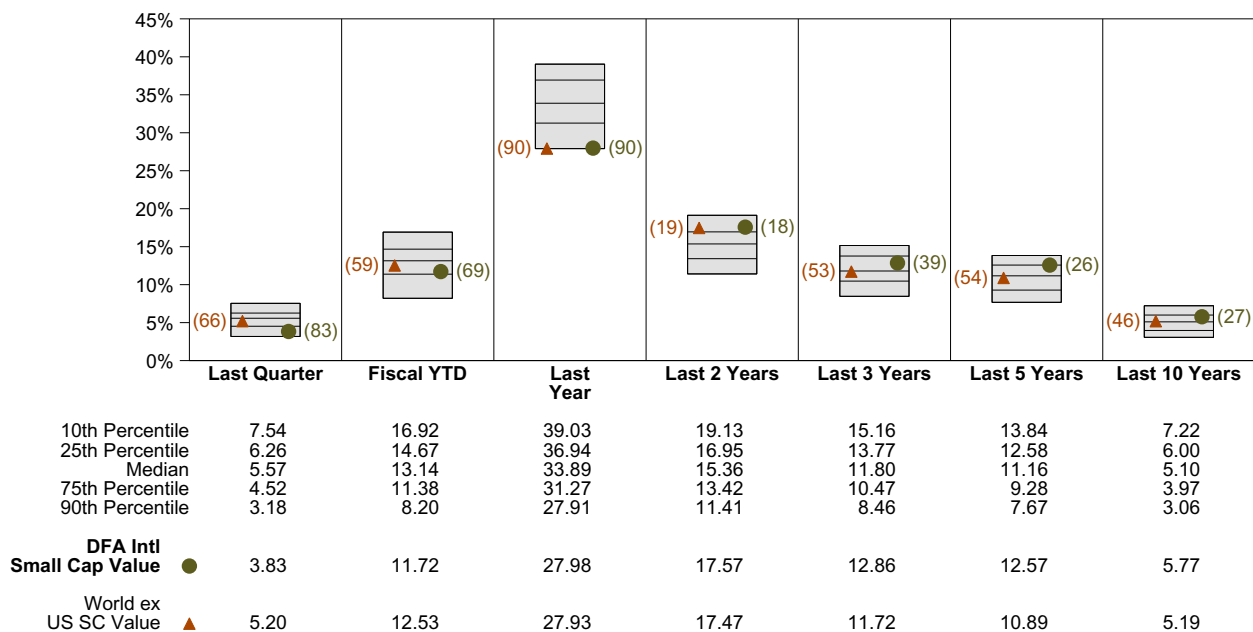 45%
40%
35%
30%
25%
20%
15%
10%
5%
0%
(66) (83)
(59) (69)
(90) (90)
(19) (18)
(53) (39)
(54) (26)
(46) (27)
Last Quarter Fiscal YTD Last Last 2 Years Last 3 Years Last 5 Years Last 10 Years
Year
10th Percentile 7.54 16.92 39.03 19.13 15.16 13.84 7.22
25th Percentile 6.26 14.67 36.94 16.95 13.77 12.58 6.00
Median 5.57 13.14 33.89 15.36 11.80 11.16 5.10
75th Percentile 4.52 11.38 31.27 13.42 10.47 9.28 3.97
90th Percentile 3.18 8.20 27.91 11.41 8.46 7.67 3.06
DFA Intl
Small Cap Value 3.83 11.72 27.98 17.57 12.86 12.57 5.77
World ex
US SC Value 5.20 12.53 27.93 17.47 11.72 10.89 5.19